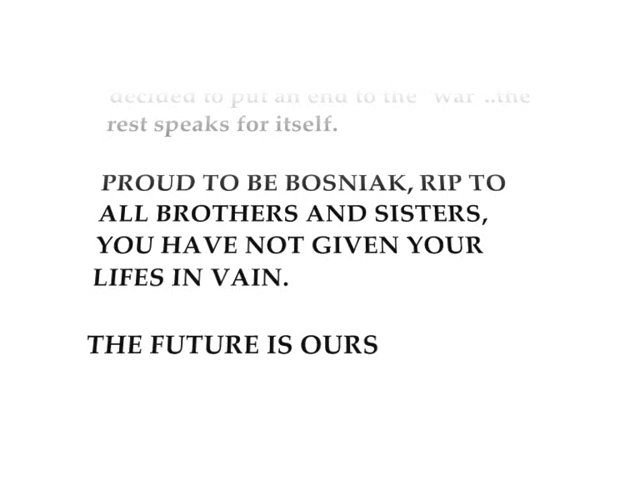 decided to put an end to the "war"..the
rest speaks for itself.
PROUD TO BE BOSNIAK, RIP TO
ALL BROTHERS AND SISTERS,
YOU HAVE NOT GIVEN YOUR
LIFES IN VAIN.
THE FUTURE IS OURS